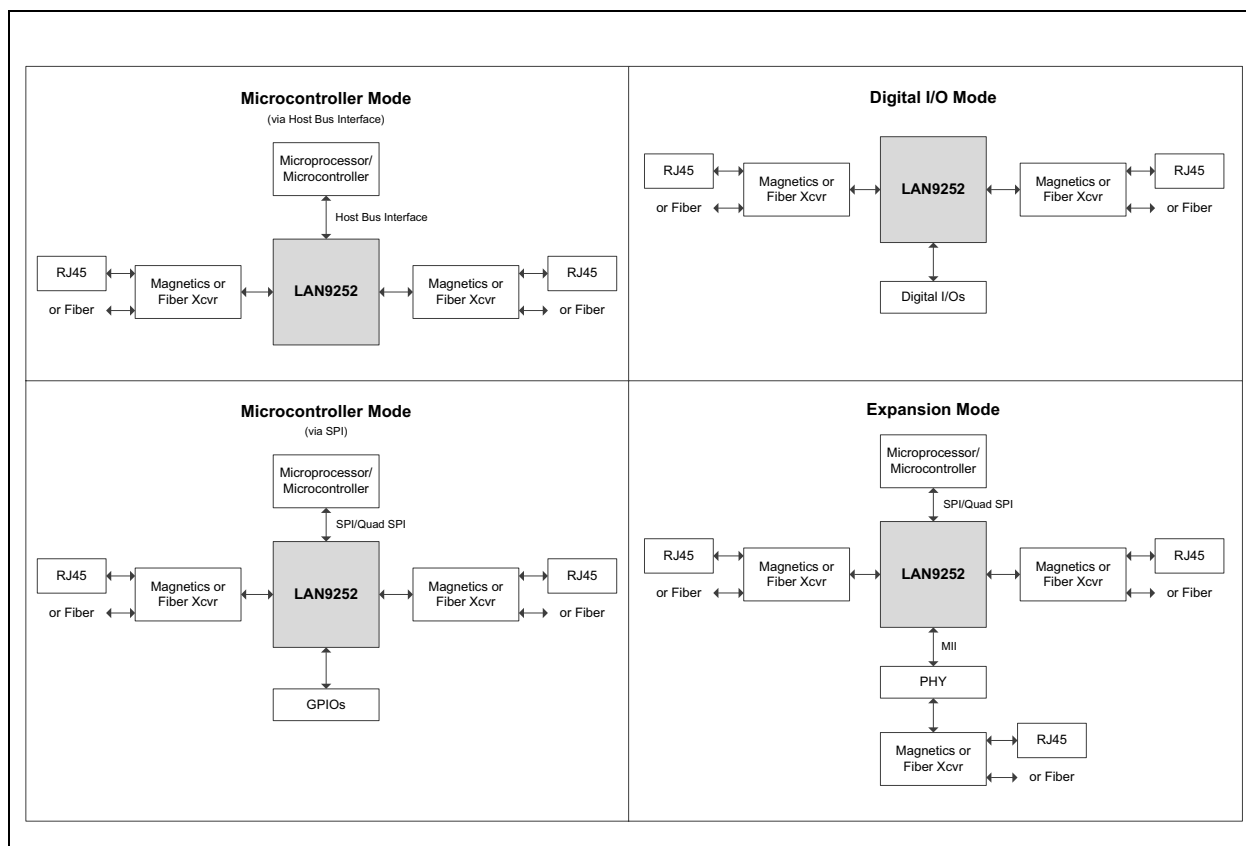 Microcontroller Mode
(via Host Bus Interface)
Microprocessor/
Microcontroller
Host Bus Interface
RJ45
or Fiber
Magnetics or
Fiber Xcvr
LAN9252
Magnetics or
Fiber Xcvr
RJ45
or Fiber
Digital I/O Mode
RJ45
or Fiber
Magnetics or
Fiber Xcvr
LAN9252
Magnetics or
Fiber Xcvr
RJ45
or Fiber
Digital I/Os
Microcontroller Mode
(via SPI)
Microprocessor/
Microcontroller
SPI/Quad SPI
RJ45
or Fiber
Magnetics or
Fiber Xcvr
LAN9252
Magnetics or
Fiber Xcvr
RJ45
or Fiber
GPIOs
Expansion Mode
Microprocessor/
Microcontroller
SPI/Quad SPI
RJ45
or Fiber
Magnetics or
Fiber Xcvr
LAN9252
Magnetics or
Fiber Xcvr
RJ45
or Fiber
MII
PHY
Magnetics or
Fiber Xcvr
RJ45
or Fiber